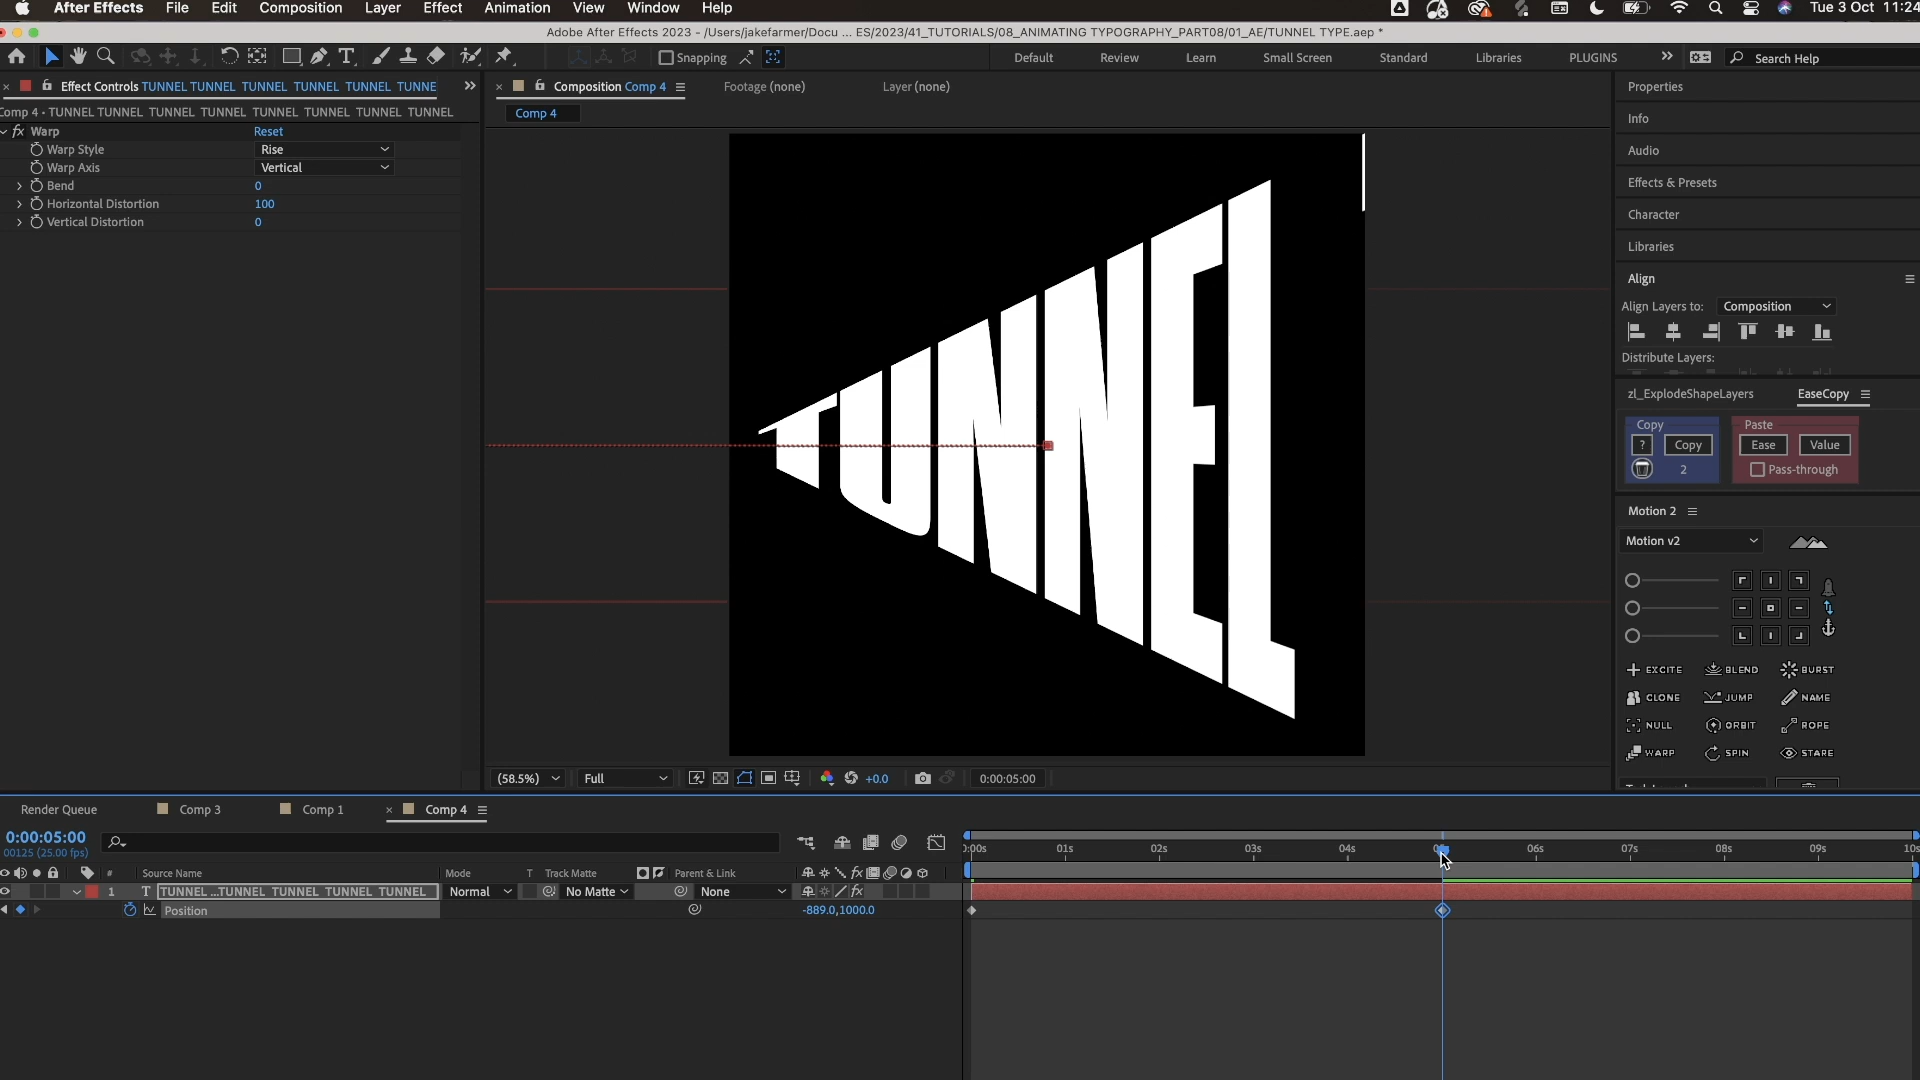 After Effects File Edit Composition Layer Effect Animation View Window Help Tue 3 Oct 11:24
Adobe After Effects 2023 - /Users/jakefarmer/Docu ... ES/2023/41_TUTORIALS/08_ANIMATING TYPOGRAPHY_PART08/01_AE/TUNNEL TYPE.aep *
Snapping Default Review Learn Small Screen Standard Libraries PLUGINS Search Help
Effect Controls TUNNEL TUNNEL TUNNEL TUNNEL TUNNEL TUNNE
Composition Comp 4 Footage (none) Layer (none) Properties
Comp 4 - TUNNEL TUNNEL TUNNEL TUNNEL TUNNEL TUNNEL TUNNEL TUNNEL
Comp 4
Info
fx Warp Reset
Warp Style Rise
Warp Axis Vertical
Bend 0
Horizontal Distortion 100
Vertical Distortion 0
TUNNEL
Audio
Effects & Presets
Character
Libraries
Align
Align Layers to: Composition
Distribute Layers:
zl_ExplodeShapeLayers EaseCopy
Copy Paste
? Copy Ease Value
2 Pass-through
Motion 2
Motion v2
EXCITE BLEND BURST
CLONE JUMP NAME
NULL ORBIT ROPE
WARP SPIN STARE
(58.5%) Full +0.0 0:00:05:00
Render Queue Comp 3 Comp 1 Comp 4
0:00:05:00
00125 (25.00 fps)
):00s 01s 02s 03s 04s 06s 07s 08s 09s 10s
# Source Name Mode T Track Matte Parent & Link
1 T TUNNEL ...TUNNEL TUNNEL TUNNEL TUNNEL Normal No Matte None
Position -889.0,1000.0